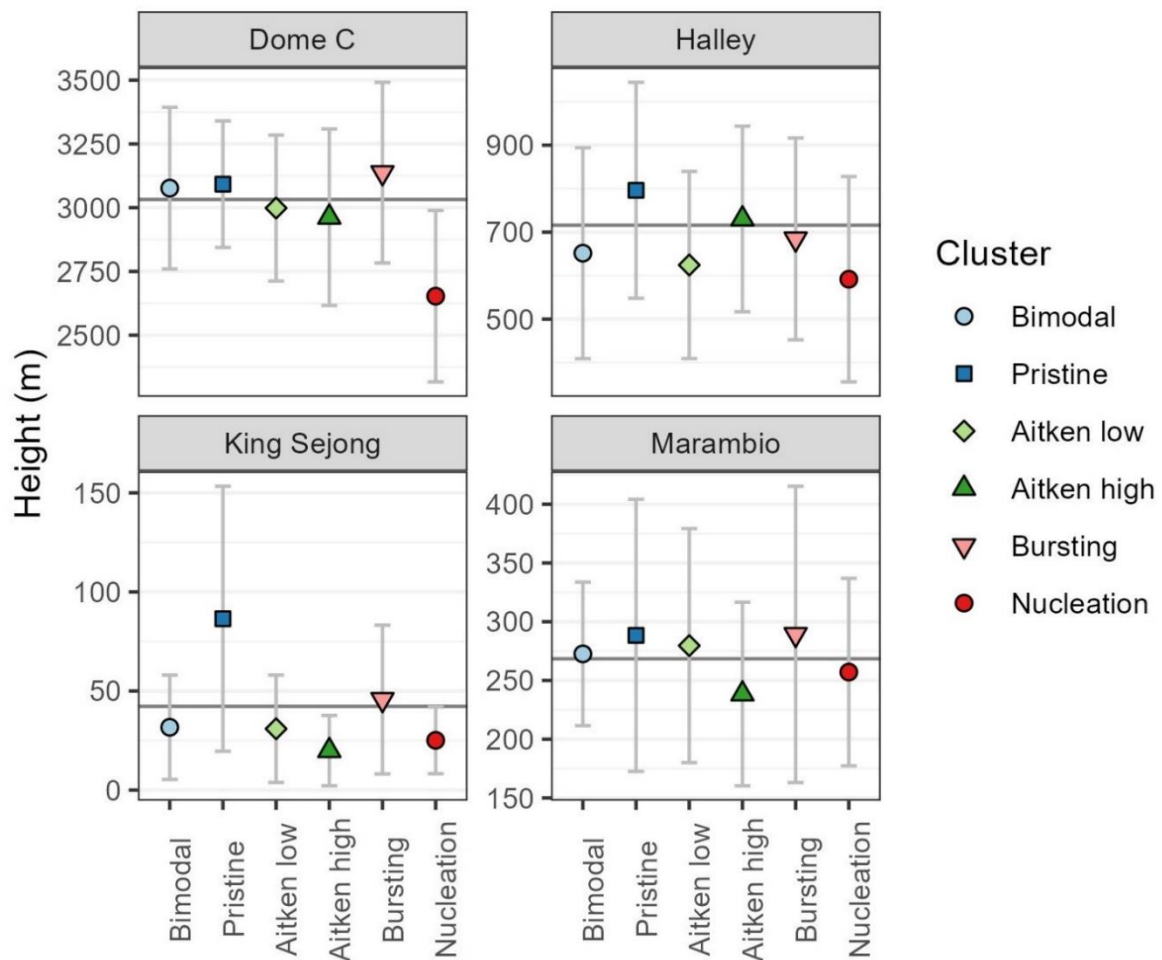 Dome C
Halley
3500
3250
3000
2750
2500
900
700
500
Height (m)
King Sejong
Marambio
150
100
50
0
400
350
300
250
200
150
Bimodal
Pristine
Aitken low
Aitken high
Bursting
Nucleation
Bimodal
Pristine
Aitken low
Aitken high
Bursting
Nucleation
Cluster
Bimodal
Pristine
Aitken low
Aitken high
Bursting
Nucleation